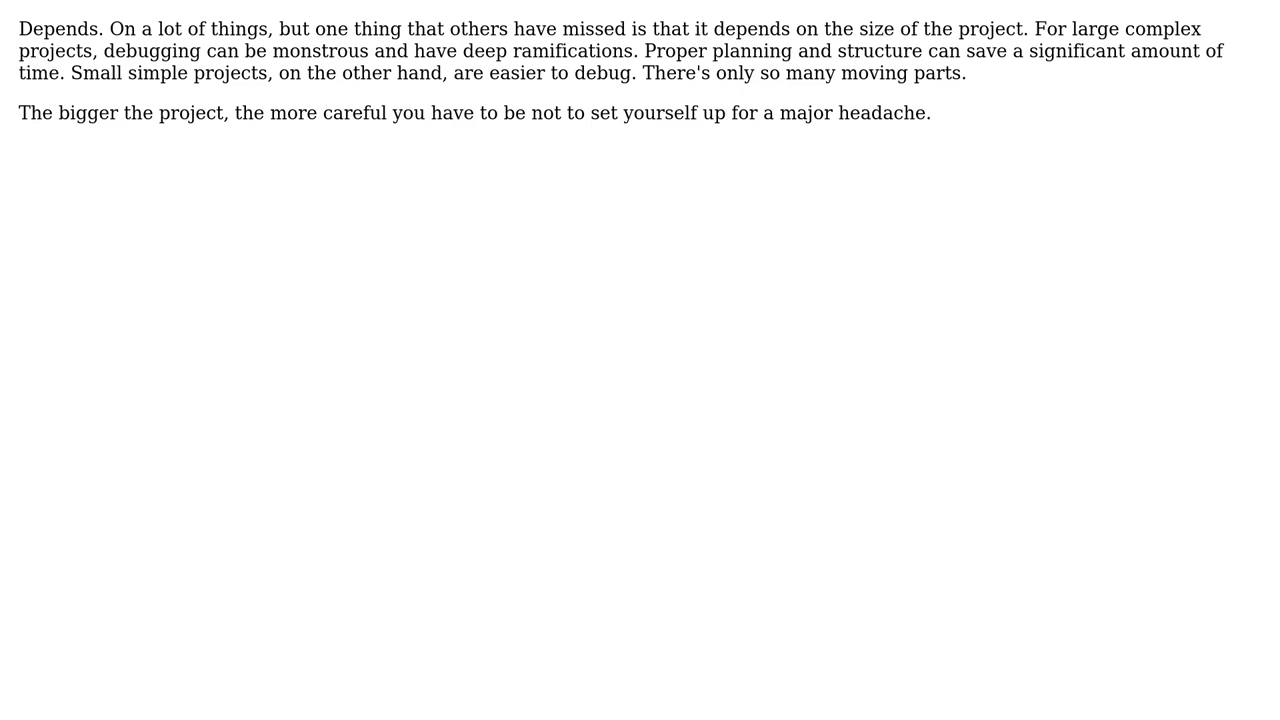 Depends. On a lot of things, but one thing that others have missed is that it depends on the size of the project. For large complex
projects, debugging can be monstrous and have deep ramifications. Proper planning and structure can save a significant amount of
time. Small simple projects, on the other hand, are easier to debug. There's only so many moving parts.
The bigger the project, the more careful you have to be not to set yourself up for a major headache.